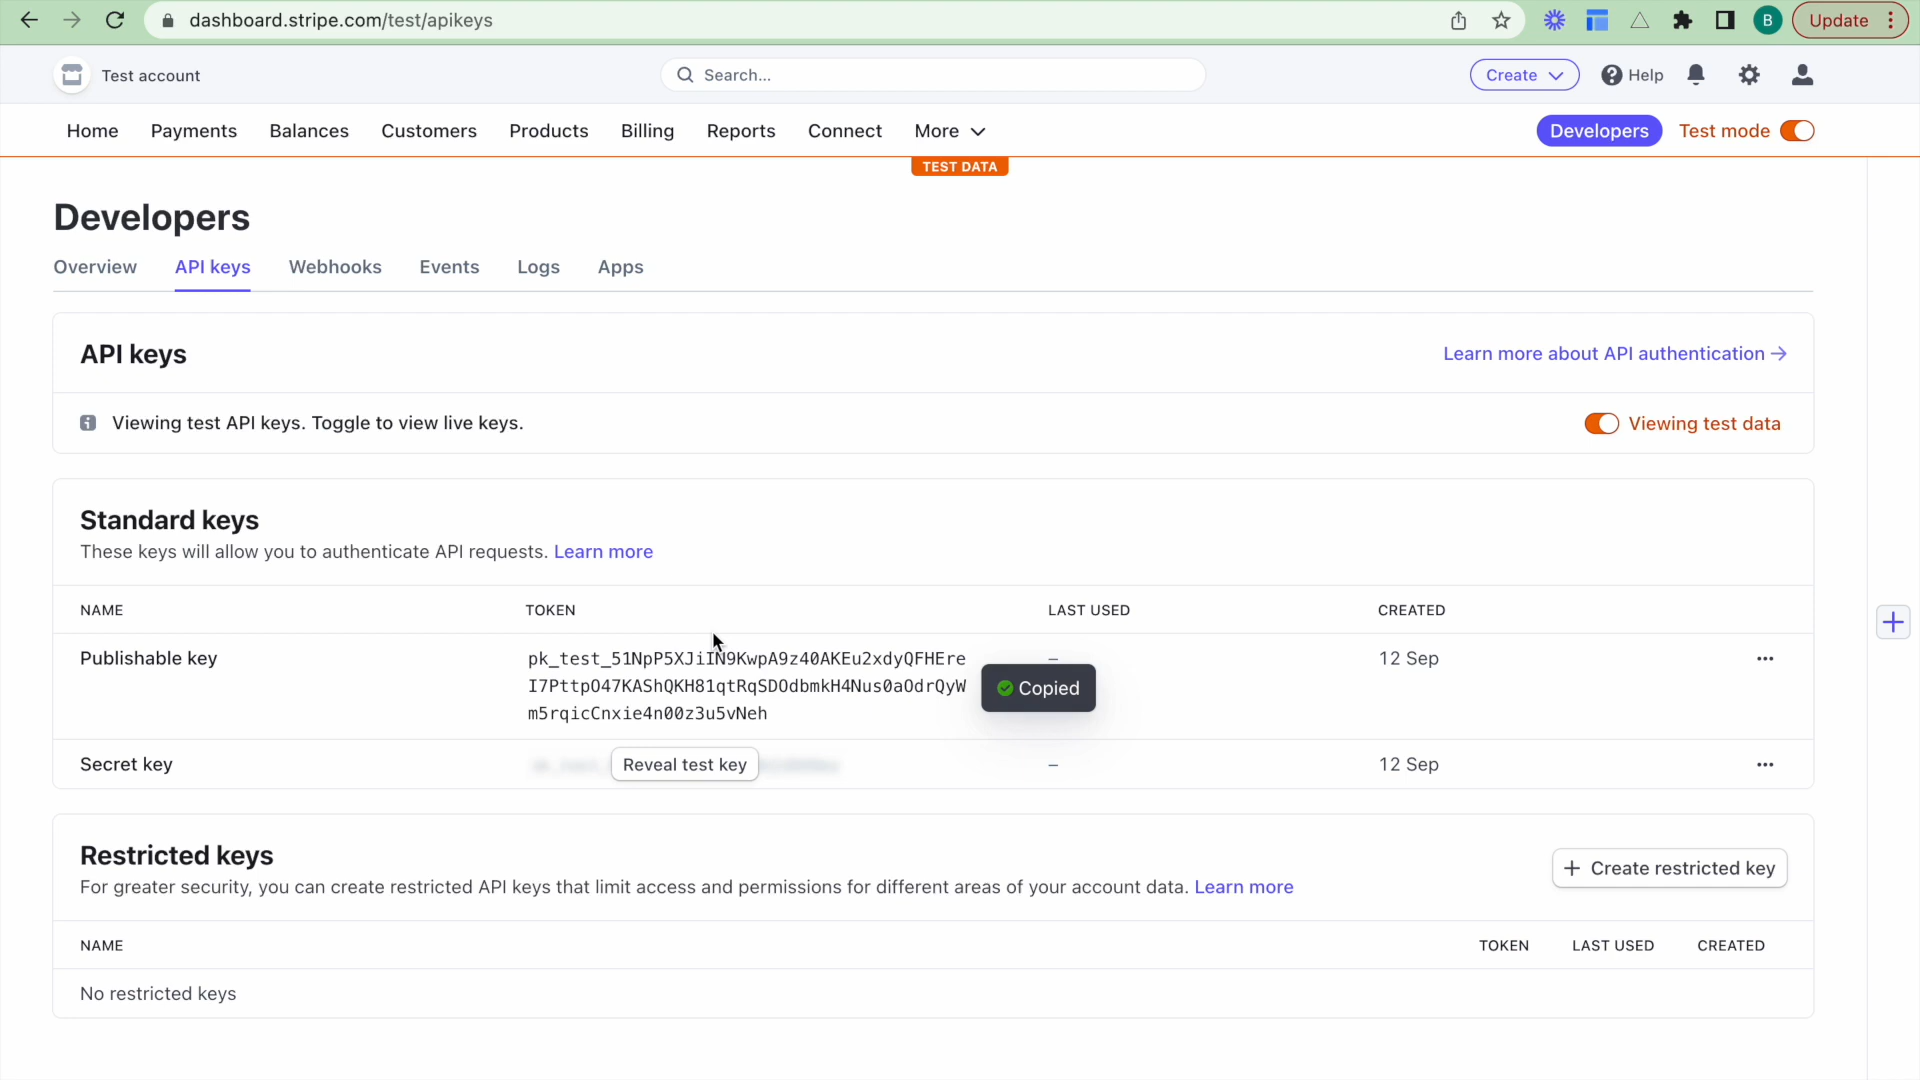 dashboard.stripe.com/test/apikeys
B
Update
Test account
Search...
Create
Help
Home Payments Balances Customers Products Billing Reports Connect More
Developers
Test mode
TEST DATA
Developers
Overview API keys Webhooks Events Logs Apps
API keys
Learn more about API authentication →
Viewing test API keys. Toggle to view live keys.
Viewing test data
Standard keys
These keys will allow you to authenticate API requests. Learn more
NAME TOKEN LAST USED CREATED
Publishable key
pk_test_51NpP5XJiIN9KwpA9z40AKEu2xdyQFHEre
I7PttpO47KAShQKH81qtRqSDOdbmkH4Nus0aOdrQyW
m5rqicCnxie4n00z3u5vNeh
–
12 Sep
Copied
Secret key
Reveal test key
–
12 Sep
Restricted keys
For greater security, you can create restricted API keys that limit access and permissions for different areas of your account data. Learn more
+ Create restricted key
NAME TOKEN LAST USED CREATED
No restricted keys